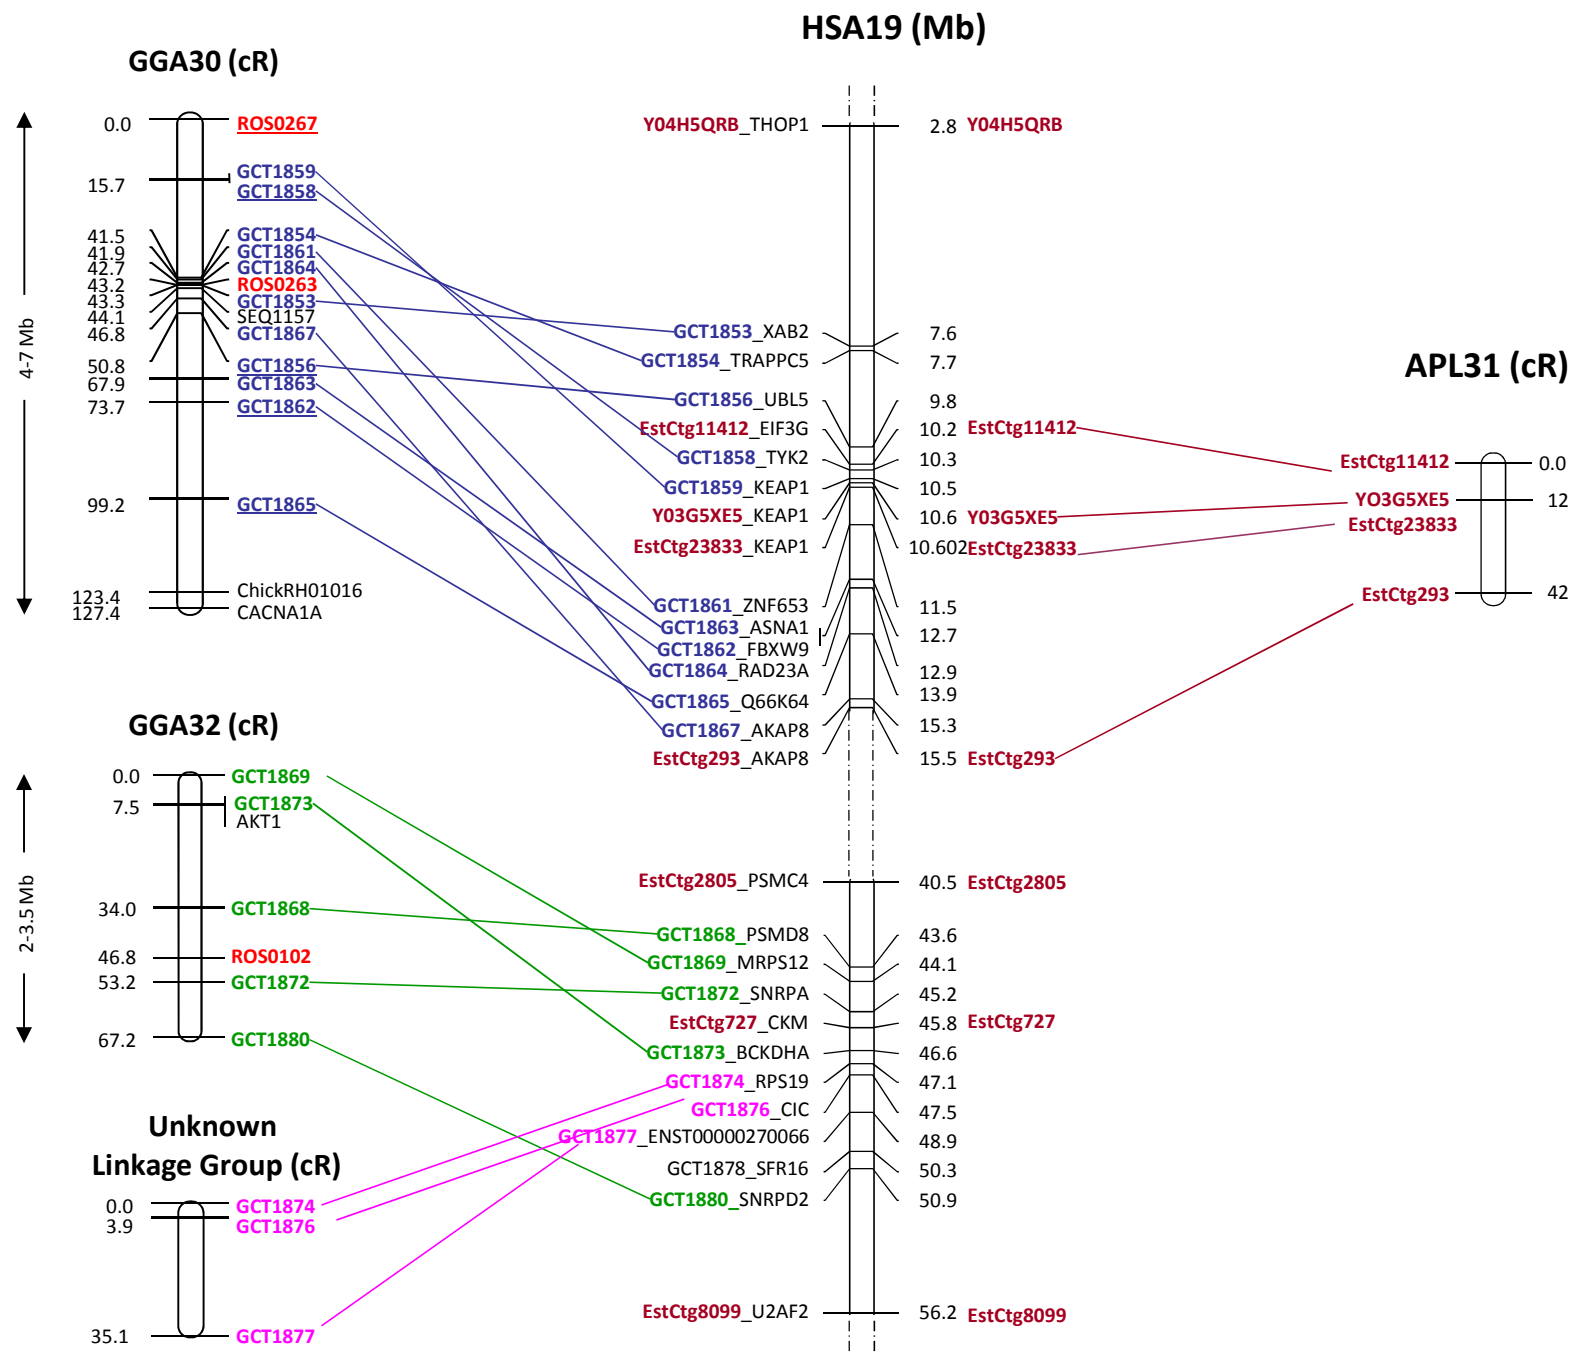 HSA19 (Mb)
GGA30 (cR)
4-7 Mb
0.0 ROS0267
15.7 GCT1859
GCT1858
41.5 GCT1854
41.9 GCT1861
42.7 GCT1864
43.2 ROS0263
43.3 GCT1853
44.1 SEQ1157
46.8 GCT1867
50.8 GCT1856
67.9 GCT1863
73.7 GCT1862
99.2 GCT1865
123.4 ChickRH01016
127.4 CACNA1A
GGA32 (cR)
2-3.5 Mb
0.0 GCT1869
7.5 GCT1873
AKT1
34.0 GCT1868
46.8 ROS0102
53.2 GCT1872
67.2 GCT1880
Unknown
Linkage Group (cR)
0.0 GCT1874
3.9 GCT1876
35.1 GCT1877
Y04H5QRB_THOP1 2.8 Y04H5QRB
GCT1853_XAB2 7.6
GCT1854_TRAPPC5 7.7
GCT1856_UBL5 9.8
EstCtg11412_EIF3G 10.2 EstCtg11412
GCT1858_TYK2 10.3
GCT1859_KEAP1 10.5
Y03G5XE5_KEAP1 10.6 Y03G5XE5
EstCtg23833_KEAP1 10.602 EstCtg23833
GCT1861_ZNF653 11.5
GCT1863_ASNA1 12.7
GCT1862_FBXW9
GCT1864_RAD23A 12.9
GCT1865_Q66K64 13.9
GCT1867_AKAP8 15.3
EstCtg293_AKAP8 15.5 EstCtg293
EstCtg2805_PSMC4 40.5 EstCtg2805
GCT1868_PSMD8 43.6
GCT1869_MRPS12 44.1
GCT1872_SNRPA 45.2
EstCtg727_CKM 45.8 EstCtg727
GCT1873_BCKDHA 46.6
GCT1874_RPS19 47.1
GCT1876_CIC 47.5
GCT1877_ENST00000270066 48.9
GCT1878_SFR16 50.3
GCT1880_SNRPD2 50.9
EstCtg8099_U2AF2 56.2 EstCtg8099
APL31 (cR)
EstCtg11412 0.0
YO3G5XE5 12
EstCtg23833
EstCtg293 42